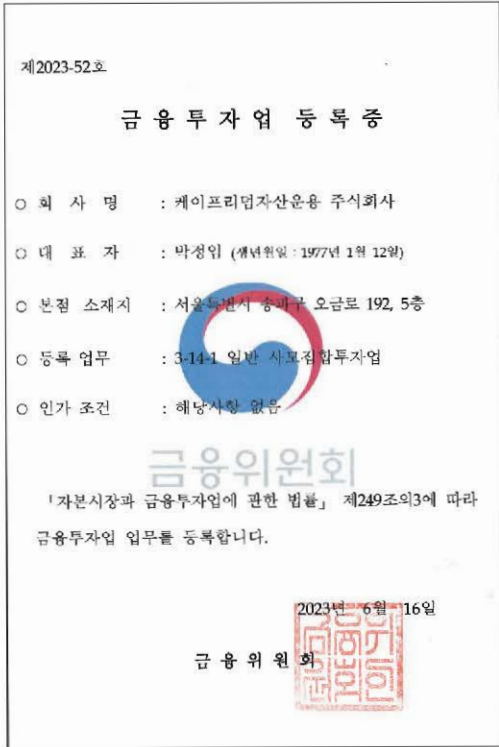 제2023-52호
금 융 투 자 업 등 록 증
○ 회 사 명 : 케이프리덤자산운용 주식회사
○ 대 표 자 : 박정임 (생년월일 : 1977년 1월 12일)
○ 본점 소재지 : 서울특별시 송파구 오금로 192, 5층
○ 등록 업무 : 3-14-1 일반 사모집합투자업
○ 인가 조건 : 해당사항 없음
금융위원회
「자본시장과 금융투자업에 관한 법률」 제249조의3에 따라
금융투자업 업무를 등록합니다.
2023년 6월 16일
금 융 위 원 회